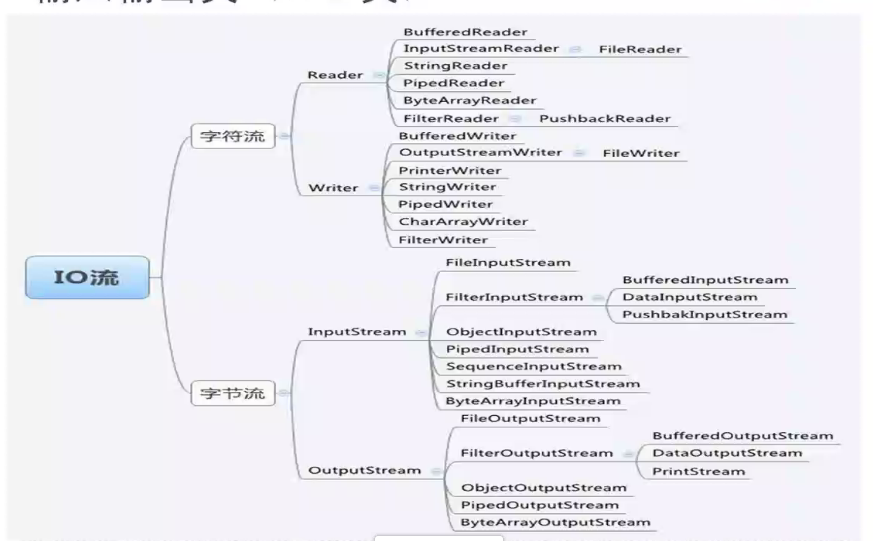 BufferedReader
InputStreamReader FileReader
StringReader
Reader
PipedReader
ByteArrayReader
FilterReader PushbackReader
字符流
BufferedWriter
OutputStreamWriter FileWriter
PrinterWriter
Writer
StringWriter
PipedWriter
CharArrayWriter
FilterWriter
IO流
FileInputStream
BufferedInputStream
FilterInputStream
DataInputStream
PushbakInputStream
InputStream
ObjectInputStream
PipedInputStream
SequenceInputStream
StringBufferInputStream
ByteArrayInputStream
字节流
FileOutputStream
BufferedOutputStream
FilterOutputStream
DataOutputStream
PrintStream
OutputStream
ObjectOutputStream
PipedOutputStream
ByteArrayOutputStream